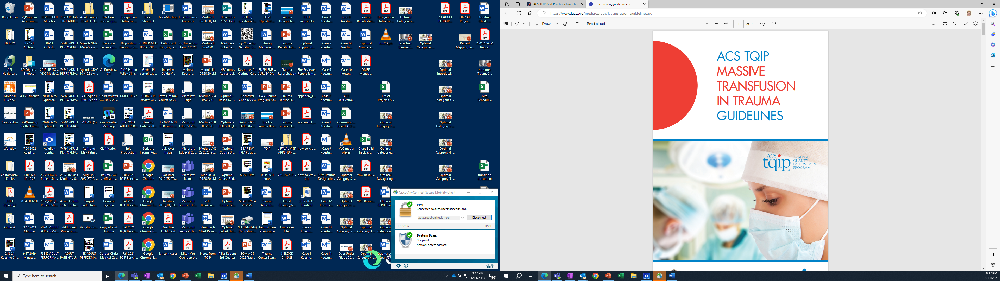 Recycle Bin
2_Program Assessme...
10 2019 COT Minutes
73533 RS July 2021 ADUL...
Adult Survey Charts FIN...
BW Case review spr...
Designation Status for ...
files - Shortcut
GoToMeeting
Lincoln cases Koestner
Module I 06.20.20_JM
November 2022 block
Polling questions f...
SOM Updated ...
Trauma Designati...
PRQ snapshots
Case 3 Koestn...
case 8 Koestn...
Trauma Rehabilitati...
Designation Status for ...
Optimal Categories...
2.1 ADULT PEDIATR...
2022 All Regio...
Koestner Charts ...
10 14 21
3 27 21 Optim...
10-11 Oct-N...
74285 ADULT PERFORMA...
Agenda STAC 10-4-22 ew ...
BW Case review spr...
Disposition Decision To...
GERBER MED DIRECTOR ...
Ihub board for gaby a...
log for action items 5 2020
Module II 06.20.20
NSA case notes Se...
QRCode for Geriatric Tr...
Strong Memorial ...
Trauma Rehabilitati...
optimal support d...
Case 5 Koestn...
Case 14 Koestn...
Optimal Course a...
bm2skjzh
Koestner TraumaC...
Optimal Categories ...
Patient Mapping Jo...
230101 SOM Report
API Healthca...
3D Objects - Shortcut
2019_TR_TQ... VRC Medley2
74344 ADULT PERFORMA...
Agenda STAC 10-4-22 ew ...
CallforAbst... (1)
DMC Huron Valley-Sina...
Gerber PI complicati...
Interview Guide_V...
Melrose Koestn...
Module III 06.20.20_JM
NSA notes August July
Resources for Optimal Care
SUPPLEME... SURVEY DA...
Trauma Resuscitation
Site Reviewer Report Tem...
Case 6 Koestn...
Case 10 Koestn...
DMEP Manual...
Optimal Introducti...
Koestner TraumaC...
MModal Fluenc...
4 1 22 finance
2020.06.25 Optimal...
74389 ADULT PERFORMA...
All Regions 3rdQ Report
Chart reviews CC 10 17 20...
DMCHUR~2
GERBER PI review wi...
Intro Optimal Course 06 2...
Microsoft Edge
Module IV A 06.20.20
Optimal - Dallas TX - ...
Rochester Chart review
TCAA Trauma Program As...
Trauma service H...
appendix_1...
Case 7 Koestn...
ACS Verificatio...
List of Projects A...
Optimal categories ...
Mtg Scheduli...
servicenow
ServiceNow
4-Planning for the Futu...
2020.06.25 Optimal...
74794 ADULT PERFORMA...
5114436 (1)
Cisco Webex Meetings
DP 74143 ADULT PER...
Geriatric Criteria 20...
J K 92318213 PI Review. ...
Microsoft Edge-SH25...
Module IV B 06.20.20
Optimal - Dallas TX (T...
Rural TOPIC Slides (Re...
Tips for Trauma Des...
Trauma service H...
successful_...
Case 1 Koestn...
Communic... board ACS ...
Optimal Category 7 ...
Optimal Category 3 ...
workday
Workday
7 20 2022 Koestn...
Avigilon Contr...
74794 ADULT PERFORMA...
April and May Patie...
Clarificatio...
Epic Production
Geriatric Trauma Res...
July over triage
Microsoft Edge-SH25...
Module V 06 22 2020_ad...
Optimal Course Sli...
SBAR BW TPM Positi...
TQIP
VIRTUAL VISIT APPENDIX ...
how-to-cre...
Case 9 Koestn...
VLC media player
Chart Build Track Sys...
Optimal Categories...
Optimal Category 4 ...
CallforAbst... (1)_files
7 BLOCK 12.19.22
2022_VRC_I... Patient Sta...
ACS Site Visit Module V 0...
August 2 2022 STAC ...
Trauma ACS verificatio...
Fall 2021 TQIP Bench...
Google Chrome
Koestner 2019_TR_TQ...
Microsoft Teams
Module VI 06.20.20_JM
Optimal Course Slid...
SBAR TPM
TQIP 2021 notes
VRC_ACS_P...
how-to-cre... (1)
SOM Trauma Designatio...
Optimal Category 3 ...
VRC-Resou...
Optimal Navagating...
Optimal Category 5 ...
transition document
DOH Upload_2
8 24 20 1200
2022_VRC_I... Patient Sta...
Acute Health Suite Conta...
'august under tria...
Consent agenda
Fall 2021 TQIP Bench...
Google Chrome-S...
Koestner 2019_TR_TQ...
Microsoft Teams-SH2...
MTC Breakou...
Optimal Course Sli...
SBAR TPM 4 26 2022
Trauma Activati...
Email Change_W...
2 15 2023 - Shortcut
Caae 12 Koestne...
Optimal categories ...
VRC-Resou...
Optimal CEPU Plan
Outlook
9 17 2019 Minutes
73203 ADULT PERFORMA...
Additional Profession...
AvigilonCo...
Copy of KSA Trauma
Fall 2021 TQIP Bench...
Google Chrome-S...
Koestner Dublin GA
Microsoft Teams-SH2...
Newburgh Chart Revie...
Optimal pulled slid...
SH (datadata) (M) - Short...
Trauma base PI example
Employee Files
Case 2 Koestn...
Case 13 Koestn...
Optimal Category 5 ...
Optimal Category 3 ...
Optimal Categories
2 16 21 Koestne Ch...
9 17 2019 Minute...
73380 ADULT PERFORMA...
ADULT PATIENT SU...
BR ADULT PERFORMA...
Corpus Christ Medical Ce...
Fall 2021 TQIP Bench...
Google Chrome-S...
Lincoln cases
Mitch Van Overloop p...
Notes from TQIP
Pillar Reports 3rd Quarter
SOM ACS 2022 Trau...
Trauma Center Stan...
8 BLOCK 01.16.23
Case 4 Koestn...
Case 11 Koestn...
Over Under Triage 5 2...
Optimal Category 4 ...
trauma co example
Cisco AnyConnect Secure Mobility Client
VPN:
Connected to auto.spectrumhealth.org.
auto.spectrumhealth.org
Disconnect
10:27:05
IPv4
System Scan:
Compliant.
Network access allowed.
cisco
Type here to search
9:17 PM
6/11/2023
36
ACS TQP Best Practices Guideline
transfusion_guildelines.pdf
https://www.facs.org/media/zcjdtrd1/transfusion_guildelines.pdf
Draw
Read aloud
1
of 18
ACS TQIP
MASSIVE
TRANSFUSION
IN TRAUMA
GUIDELINES
ACS
tqip®
TRAUMA
QUALITY
IMPROVEMENT
PROGRAM
9:17 PM
6/11/2023